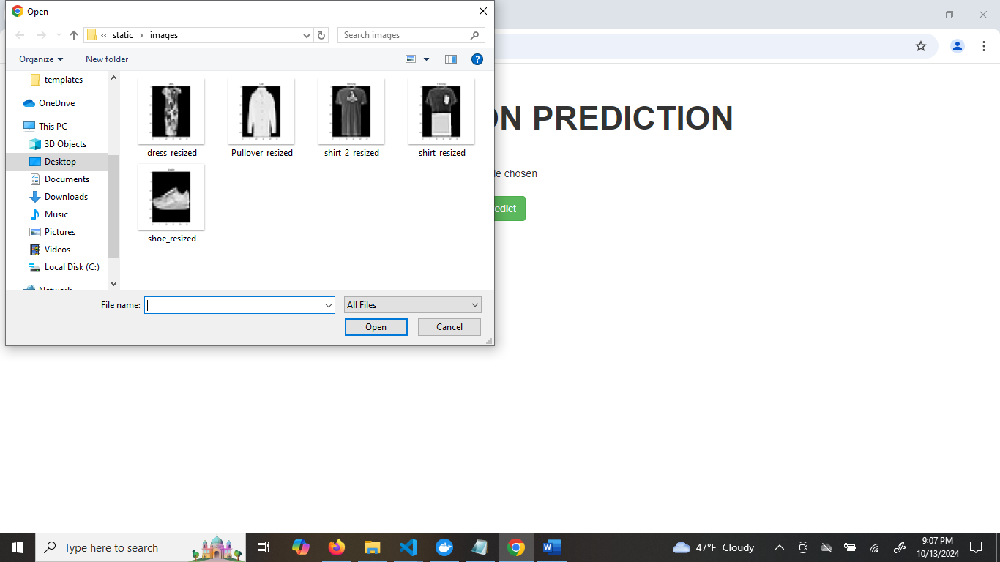 Open
static
images
Search images
Organize
New folder
templates
OneDrive
This PC
3D Objects
Desktop
Documents
Downloads
Music
Pictures
Videos
Local Disk (C:)
Network
dress_resized
Pullover_resized
shirt_2_resized
shirt_resized
shoe_resized
File name:
All Files
Open
Cancel
ON PREDICTION
le chosen
edict
Type here to search
47°F Cloudy
9:07 PM
10/13/2024